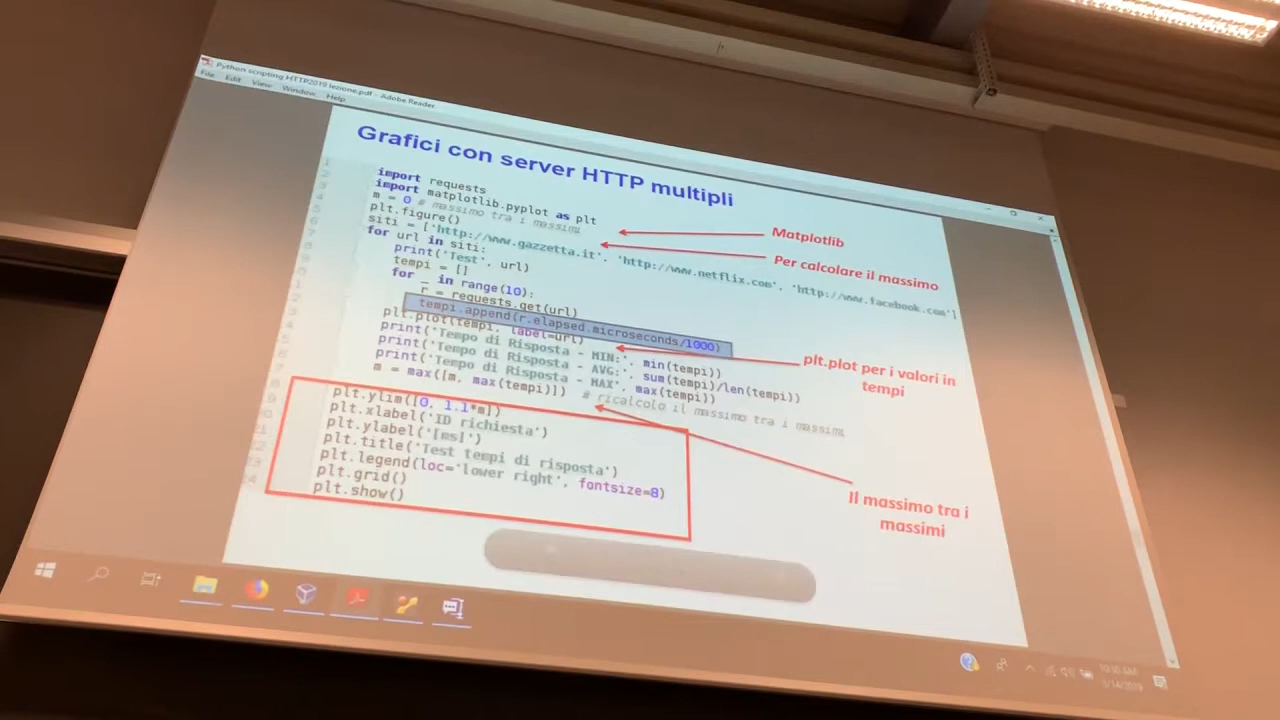 Python scripting HTTP2019 lezione.pdf - Adobe Reader
File Edit View Window Help
Grafici con server HTTP multipli
import requests
import matplotlib.pyplot as plt
m = 0 # massimo tra i massimi
plt.figure()
siti = ['http://www.gazzetta.it', 'http://www.netflix.com', 'http://www.facebook.com']
for url in siti:
print('Test', url)
tempi = []
for _ in range(10):
r = requests.get(url)
tempi.append(r.elapsed.microseconds/1000)
plt.plot(tempi, label=url)
print('Tempo di Risposta - MIN:', min(tempi))
print('Tempo di Risposta - AVG:', sum(tempi)/len(tempi))
print('Tempo di Risposta - MAX', max(tempi))
m = max([m, max(tempi)]) # ricalcolo il massimo tra i massimi
plt.ylim([0, 1.1*m])
plt.xlabel('ID richiesta')
plt.ylabel('[ms]')
plt.title('Test tempi di risposta')
plt.legend(loc='lower right', fontsize=8)
plt.grid()
plt.show()
Matplotlib
Per calcolare il massimo
plt.plot per i valori in
tempi
Il massimo tra i
massimi